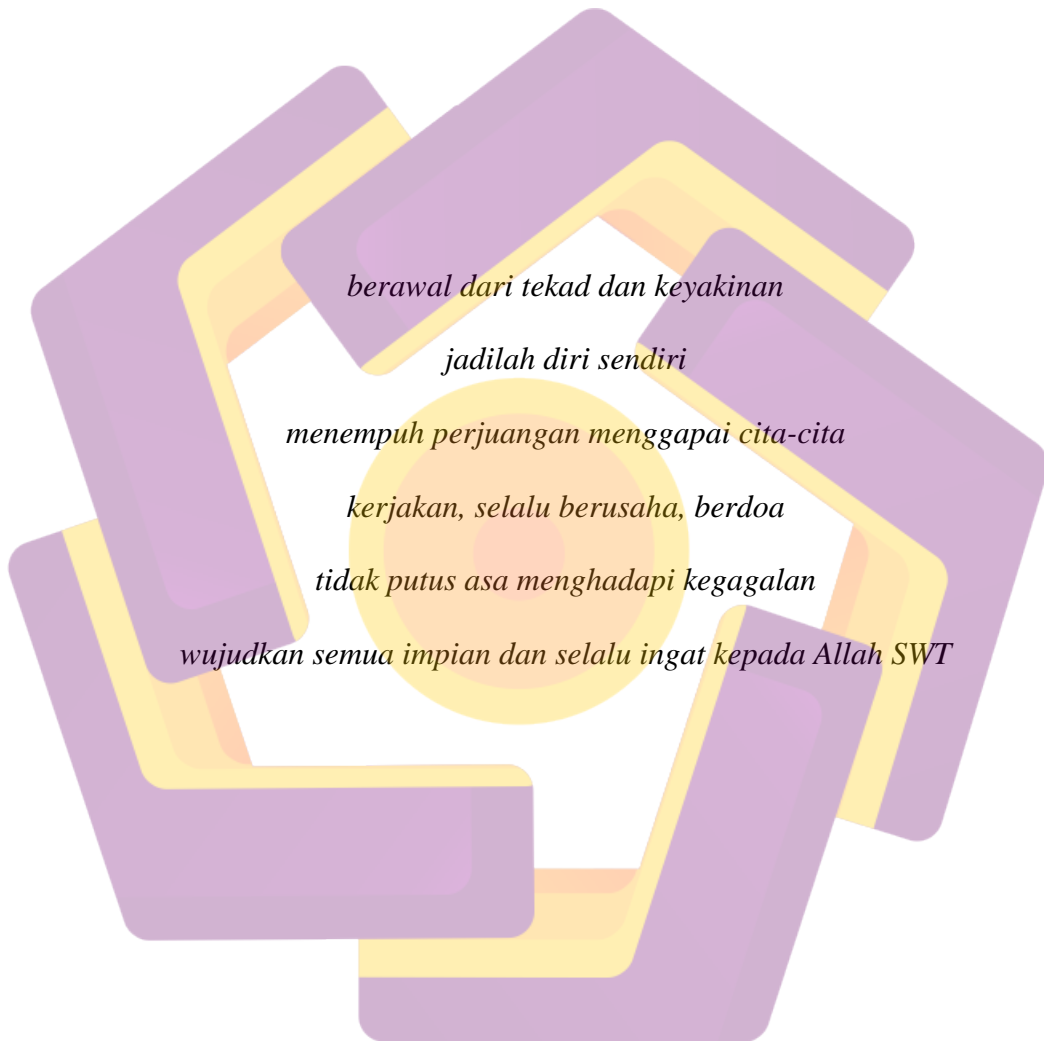 berawal dari tekad dan keyakinan
jadilah diri sendiri
menempuh perjuangan menggapai cita-cita
kerjakan, selalu berusaha, berdoa
tidak putus asa menghadapi kegagalan
wujudkan semua impian dan selalu ingat kepada Allah SWT